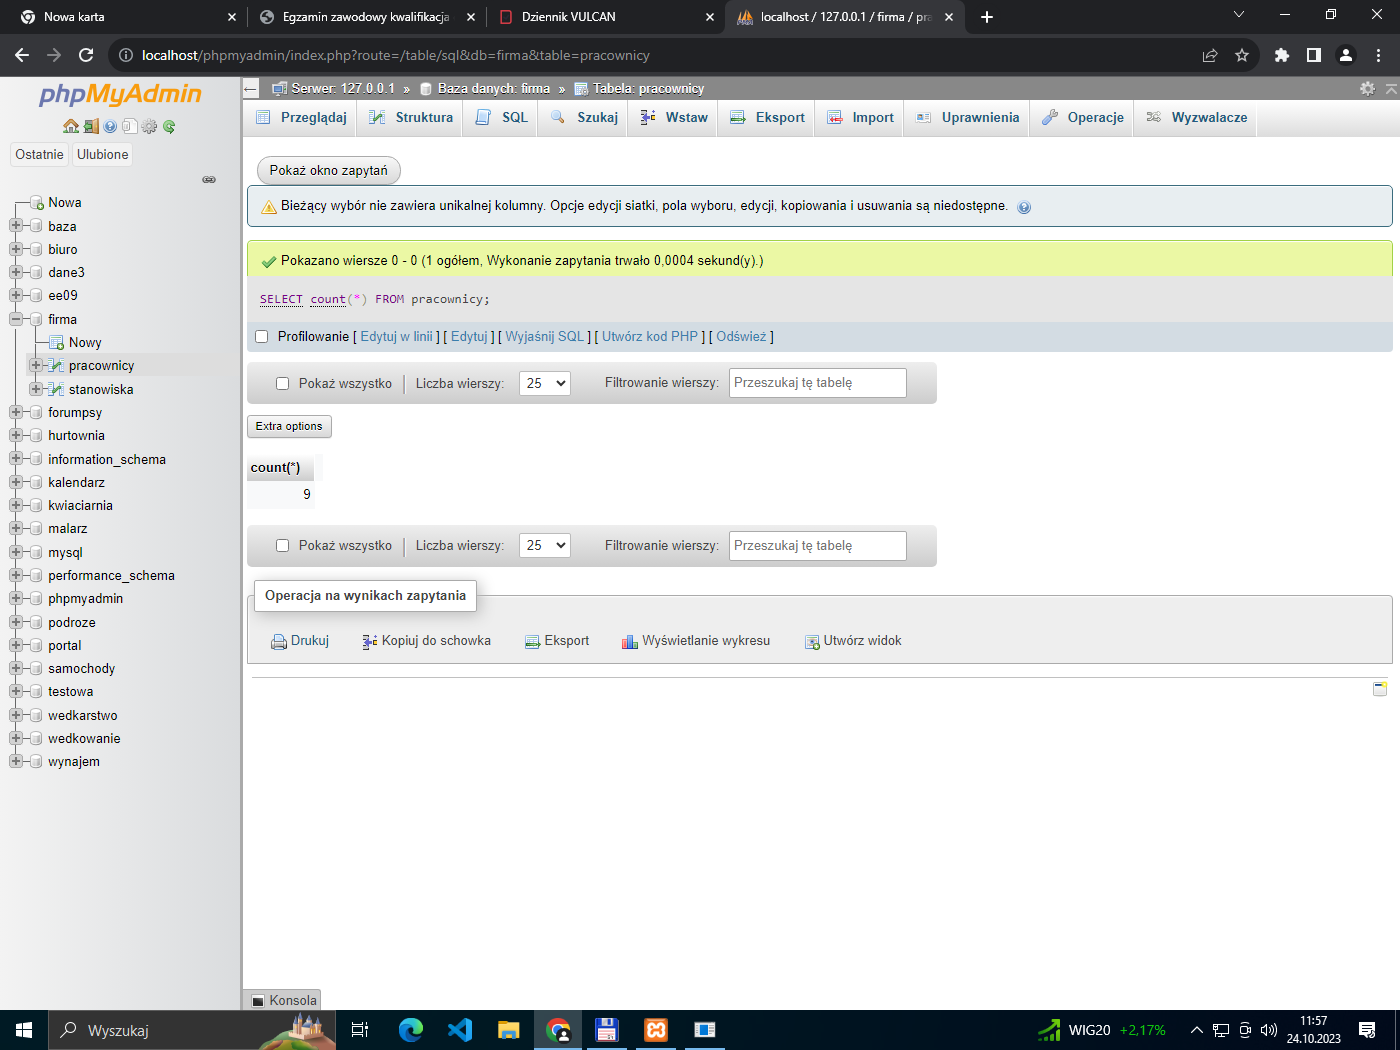 Nowa karta
Egzamin zawodowy kwalifikacja
Dziennik VULCAN
localhost / 127.0.0.1 / firma / pra
localhost/phpmyadmin/index.php?route=/table/sql&db=firma&table=pracownicy
phpMyAdmin
Ostatnie
Ulubione
Nowa
baza
biuro
dane3
ee09
firma
Nowy
pracownicy
stanowiska
forumpsy
hurtownia
information_schema
kalendarz
kwiaciarnia
malarz
mysql
performance_schema
phpmyadmin
podroze
portal
samochody
testowa
wedkarstwo
wedkowanie
wynajem
Serwer: 127.0.0.1 » Baza danych: firma » Tabela: pracownicy
Przeglądaj
Struktura
SQL
Szukaj
Wstaw
Eksport
Import
Uprawnienia
Operacje
Wyzwalacze
Pokaż okno zapytań
Bieżący wybór nie zawiera unikalnej kolumny. Opcje edycji siatki, pola wyboru, edycji, kopiowania i usuwania są niedostępne.
Pokazano wiersze 0 - 0 (1 ogółem, Wykonanie zapytania trwało 0,0004 sekund(y).)
SELECT count(*) FROM pracownicy;
Profilowanie [ Edytuj w linii ] [ Edytuj ] [ Wyjaśnij SQL ] [ Utwórz kod PHP ] [ Odśwież ]
Pokaż wszystko
Liczba wierszy:
25
Filtrowanie wierszy:
Przeszukaj tę tabelę
Extra options
count(*)
9
Pokaż wszystko
Liczba wierszy:
25
Filtrowanie wierszy:
Przeszukaj tę tabelę
Operacja na wynikach zapytania
Drukuj
Kopiuj do schowka
Eksport
Wyświetlanie wykresu
Utwórz widok
Konsola
Wyszukaj
WIG20 +2,17%
11:57
24.10.2023